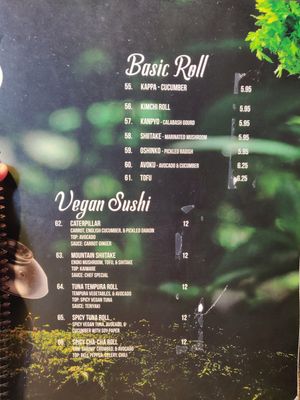 Basic Roll
55. KAPPA - CUCUMBER 5.95
56. KIMCHI ROLL 5.95
57. KANPYO - CALABASH GOURD 5.95
58. SHIITAKE - MARINATED MUSHROOM 5.95
59. OSHINKO - PICKLED RADISH 5.95
60. AVOKU - AVOCADO & CUCUMBER 6.25
61. TOFU 6.25
Vegan Sushi
62. CATERPILLAR 12
CARROT, ENGLISH CUCUMBER, & PICKLED DAIKON
TOP: AVOCADO
SAUCE: CARROT GINGER
63. MOUNTAIN SHIITAKE 12
ENOKI MUSHROOM, TOFU, & SHIITAKE
TOP: KAIWARE
SAUCE: CHEF SPECIAL
64. TUNA TEMPURA ROLL 12
TEMPURA VEGETABLES, & AVOCADO
TOP: SPICY VEGAN TUNA
SAUCE: TERIYAKI
65. SPICY TUNA ROLL 12
SPICY VEGAN TUNA, AVOCADO, &
CUCUMBER WITH SOY PAPER
66. SPICY CHA-CHA ROLL 12
TOP: BELL PEPPER, CELERY, CHILI